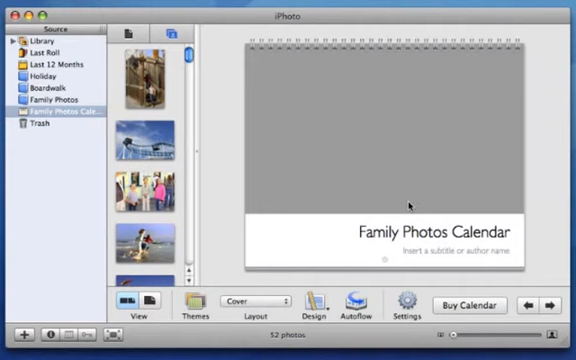 iPhoto
Source
Library
Last Roll
Last 12 Months
Holiday
Boardwalk
Family Photos
Family Photos Cale...
Trash
Family Photos Calendar
Insert a subtitle or author name
View
Themes
Cover
Layout
Design
Autoflow
Settings
Buy Calendar
52 photos